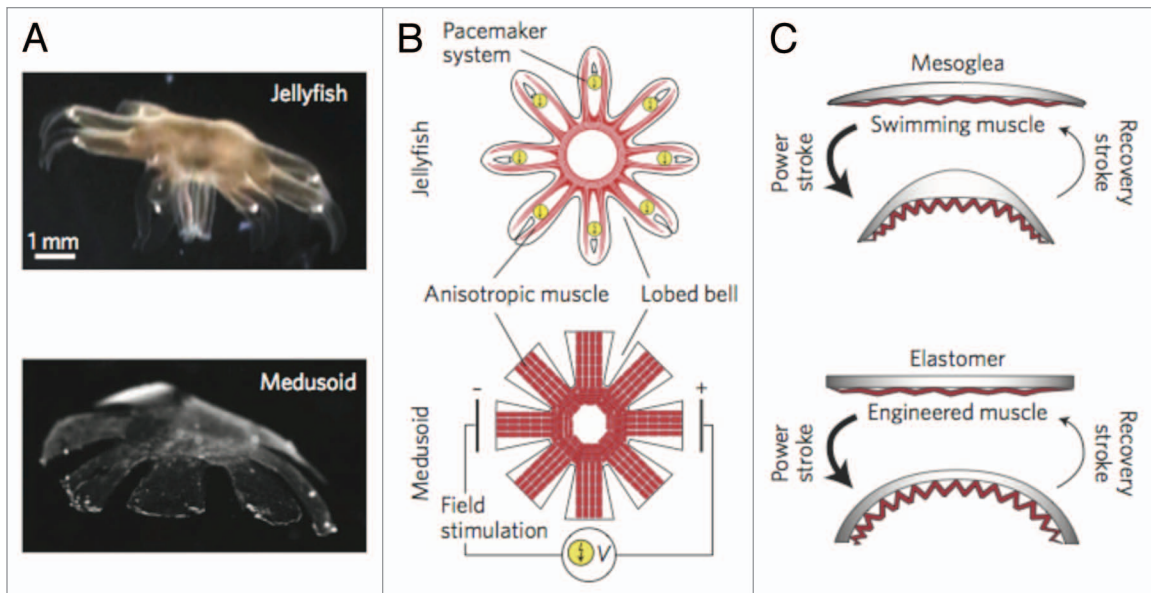 A
Jellyfish
1 mm
Medusoid
B
Pacemaker
system
Jellyfish
Anisotropic muscle
Lobed bell
Medusoid
–
+
Field
stimulation
V
C
Mesoglea
Swimming muscle
Power
stroke
Recovery
stroke
Elastomer
Engineered muscle
Power
stroke
Recovery
stroke